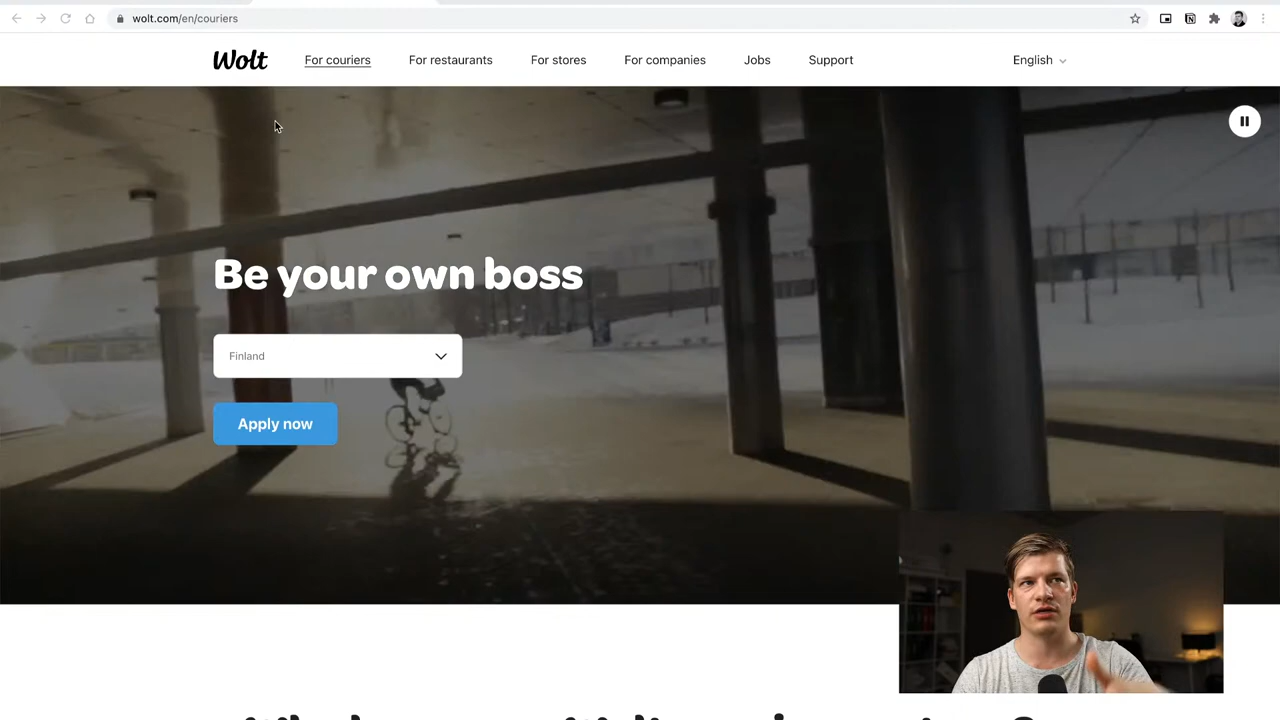 wolt.com/en/couriers
Wolt
For couriers
For restaurants
For stores
For companies
Jobs
Support
English
Be your own boss
Finland
Apply now